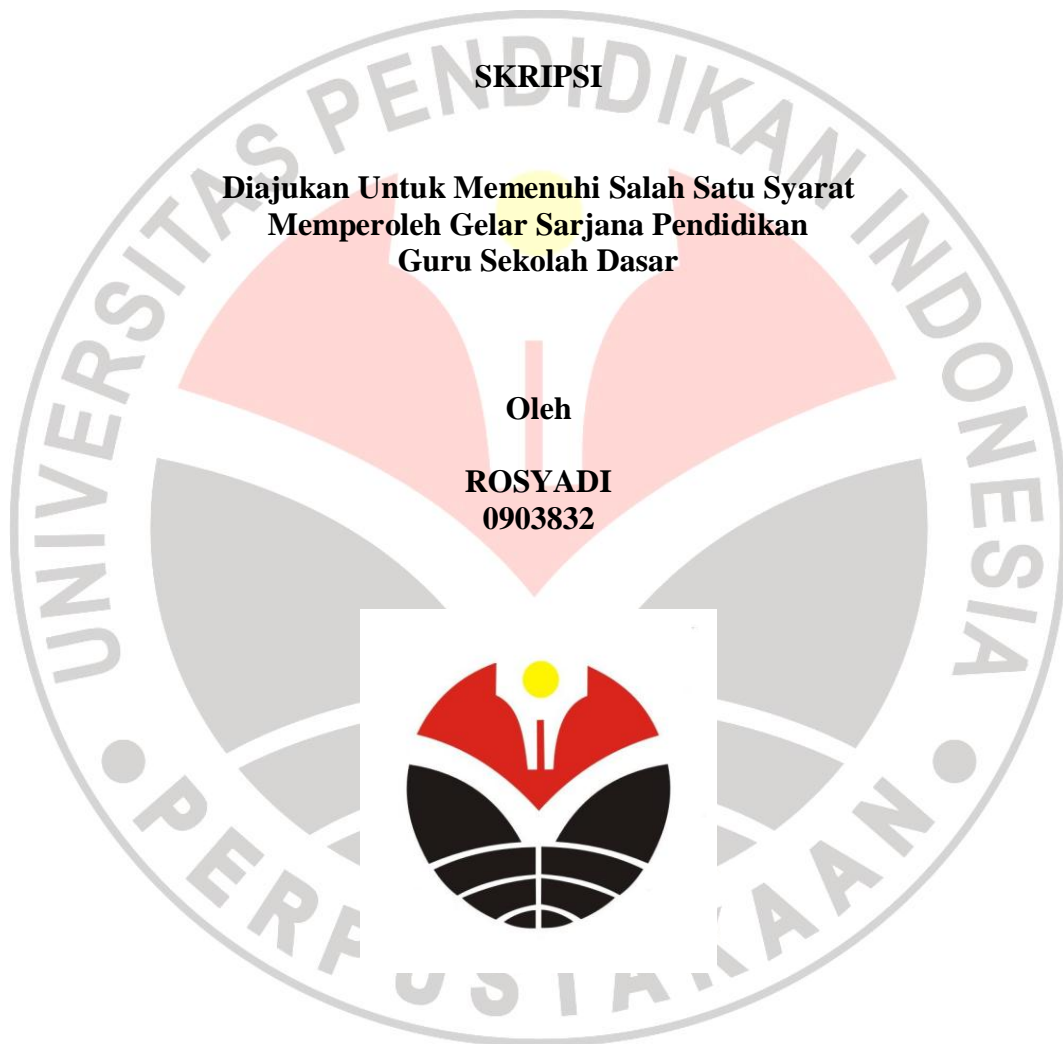 SKRIPSI
Diajukan Untuk Memenuhi Salah Satu Syarat
Memperoleh Gelar Sarjana Pendidikan
Guru Sekolah Dasar
Oleh
ROSYADI
0903832
UNIVERSITAS PENDIDIKAN INDONESIA
PERPUSTAKAAN